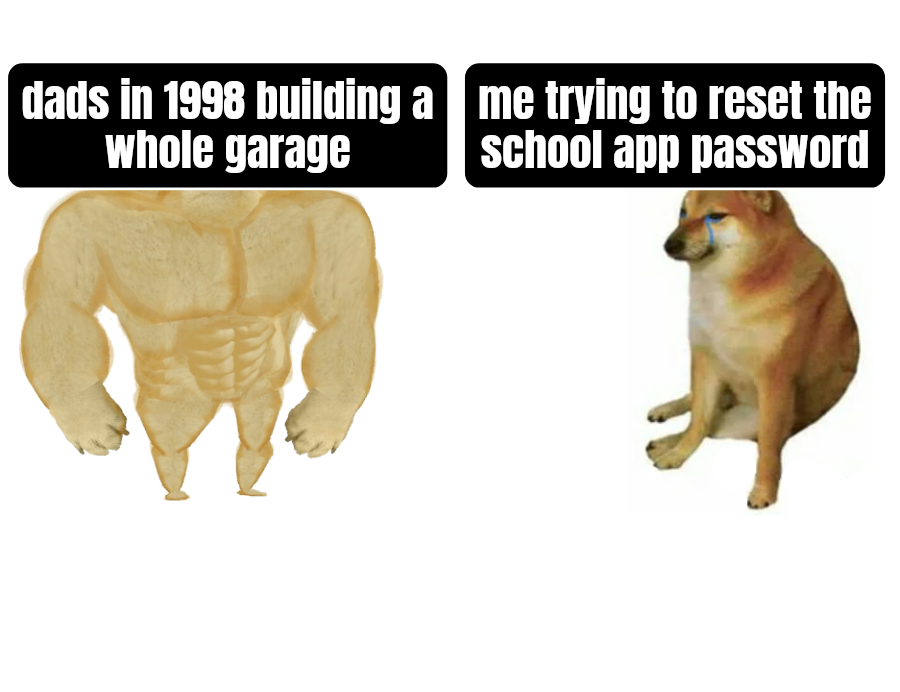 dads in 1998 building a
whole garage
me trying to reset the
school app password